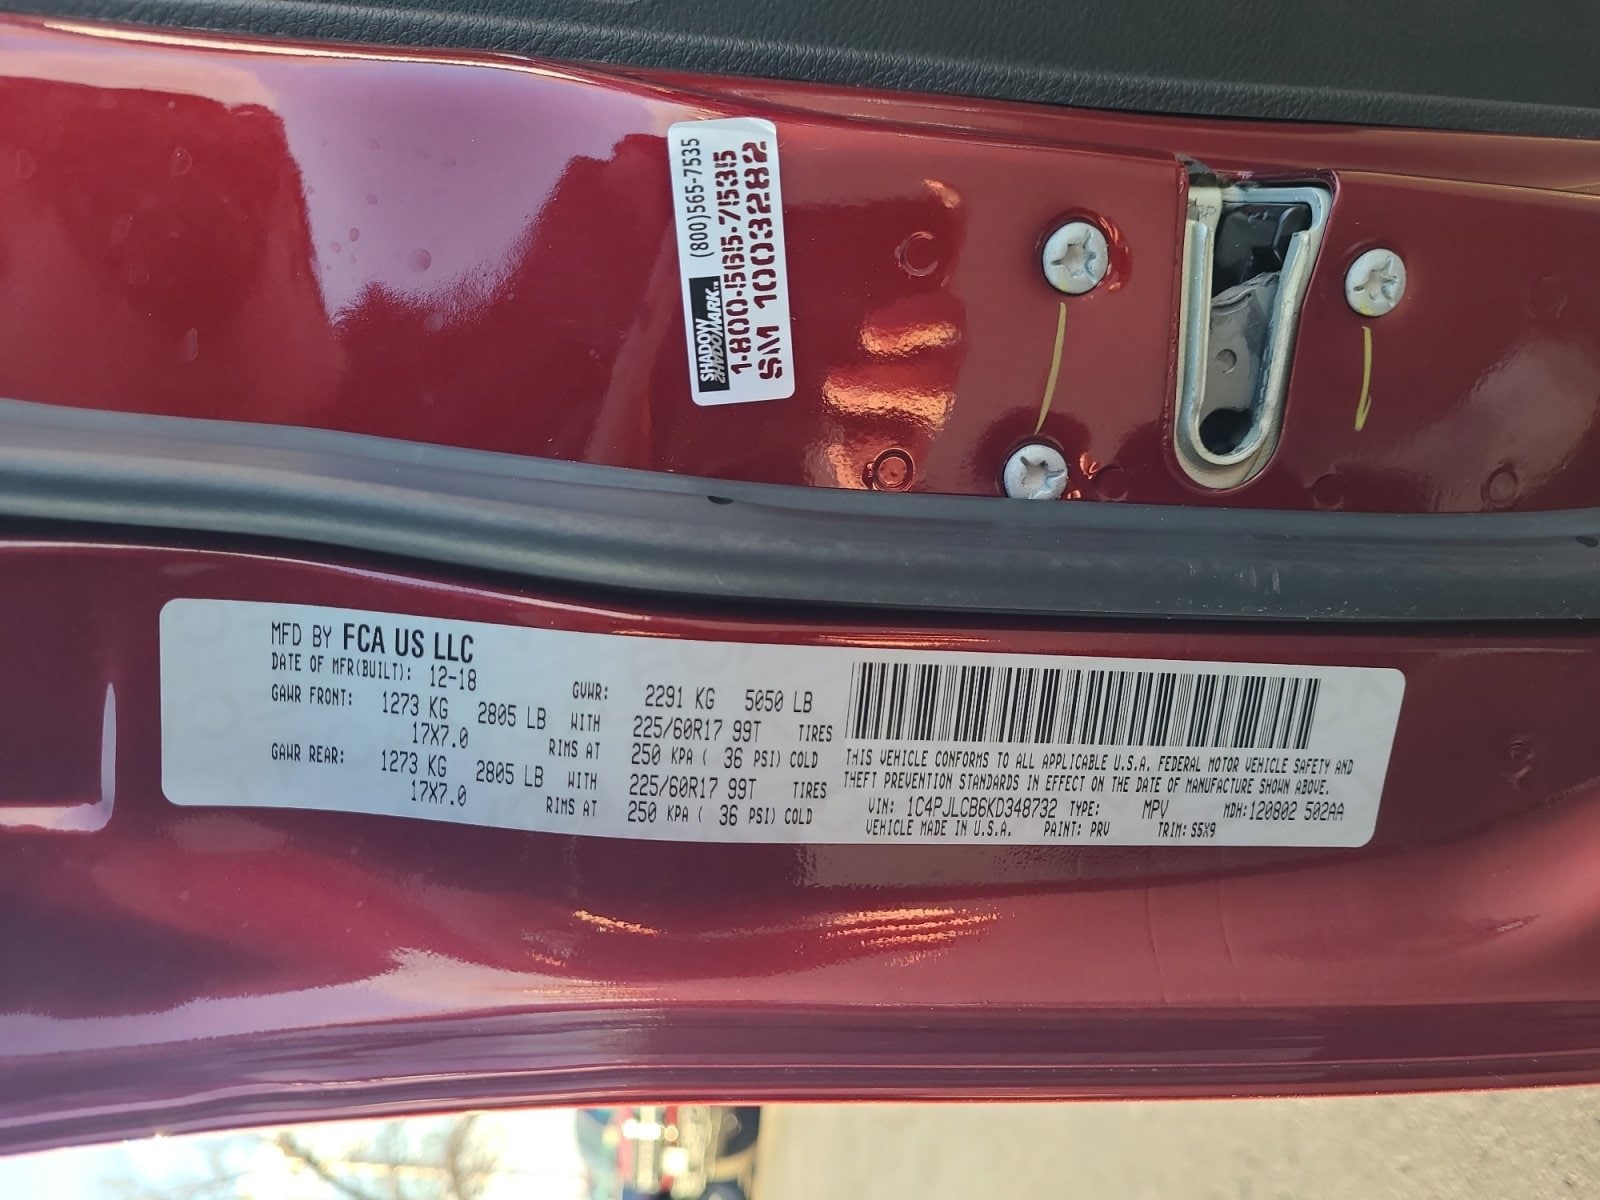 SHADOWMARK™ (800)565-7535
1-800-565-7535
SM 1003282
MFD BY FCA US LLC
DATE OF MFR(BUILT): 12-18 GVWR: 2291 KG 5050 LB
GAWR FRONT: 1273 KG 2805 LB WITH 225/60R17 99T TIRES
17X7.0 RIMS AT 250 KPA ( 36 PSI) COLD
GAWR REAR: 1273 KG 2805 LB WITH 225/60R17 99T TIRES
17X7.0 RIMS AT 250 KPA ( 36 PSI) COLD
THIS VEHICLE CONFORMS TO ALL APPLICABLE U.S.A. FEDERAL MOTOR VEHICLE SAFETY AND
THEFT PREVENTION STANDARDS IN EFFECT ON THE DATE OF MANUFACTURE SHOWN ABOVE.
VIN: 1C4PJLCB6KD348732 TYPE: MPV MDH:120802 502AA
VEHICLE MADE IN U.S.A. PAINT: PRV TRIM: S5X9